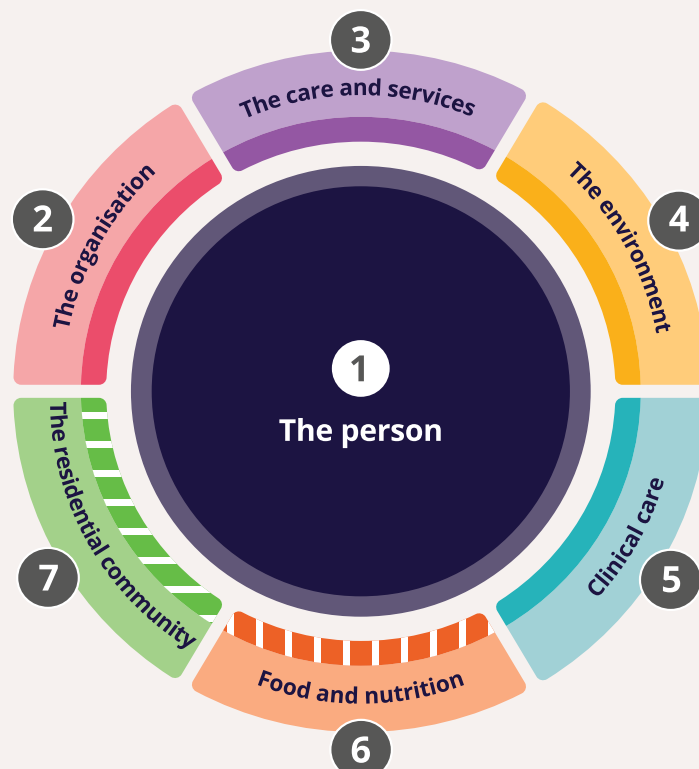 1
The person
2
The organisation
3
The care and services
4
The environment
5
Clinical care
6
Food and nutrition
7
The residential community